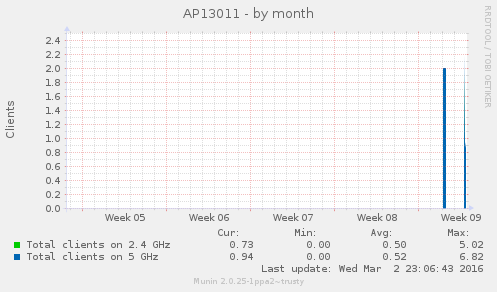 AP13011 - by month
RRDTOOL / TOBI OETIKER
Clients
2.4
2.2
2.0
1.8
1.6
1.4
1.2
1.0
0.8
0.6
0.4
0.2
0.0
Week 05 Week 06 Week 07 Week 08 Week 09
Cur: Min: Avg: Max:
Total clients on 2.4 GHz 0.73 0.00 0.50 5.02
Total clients on 5 GHz 0.94 0.00 0.52 6.82
Last update: Wed Mar 2 23:06:43 2016
Munin 2.0.25-1ppa2~trusty